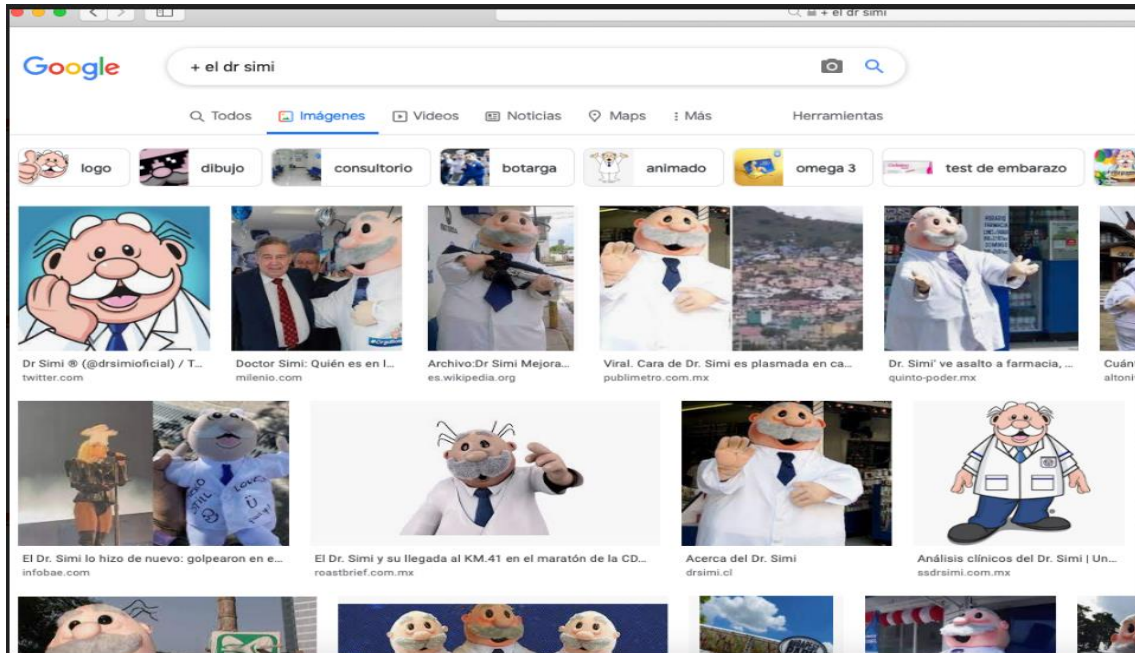 + el dr simi
Google
+ el dr simi
Todos Imágenes Videos Noticias Maps Más Herramientas
logo dibujo consultorio botarga animado omega 3 test de embarazo
Dr Simi ® (@drsimioficial) / T...
twitter.com
Doctor Simi: Quién es en l...
milenio.com
Archivo:Dr Simi Mejora...
es.wikipedia.org
Viral. Cara de Dr. Simi es plasmada en ca...
publimetro.com.mx
Dr. Simi' ve asalto a farmacia, ...
quinto-poder.mx
Cuánt
altoni
El Dr. Simi lo hizo de nuevo: golpearon en e...
infobae.com
El Dr. Simi y su llegada al KM.41 en el maratón de la CD...
roastbrief.com.mx
Acerca del Dr. Simi
drsimi.cl
Análisis clínicos del Dr. Simi | Un...
ssdrsimi.com.mx